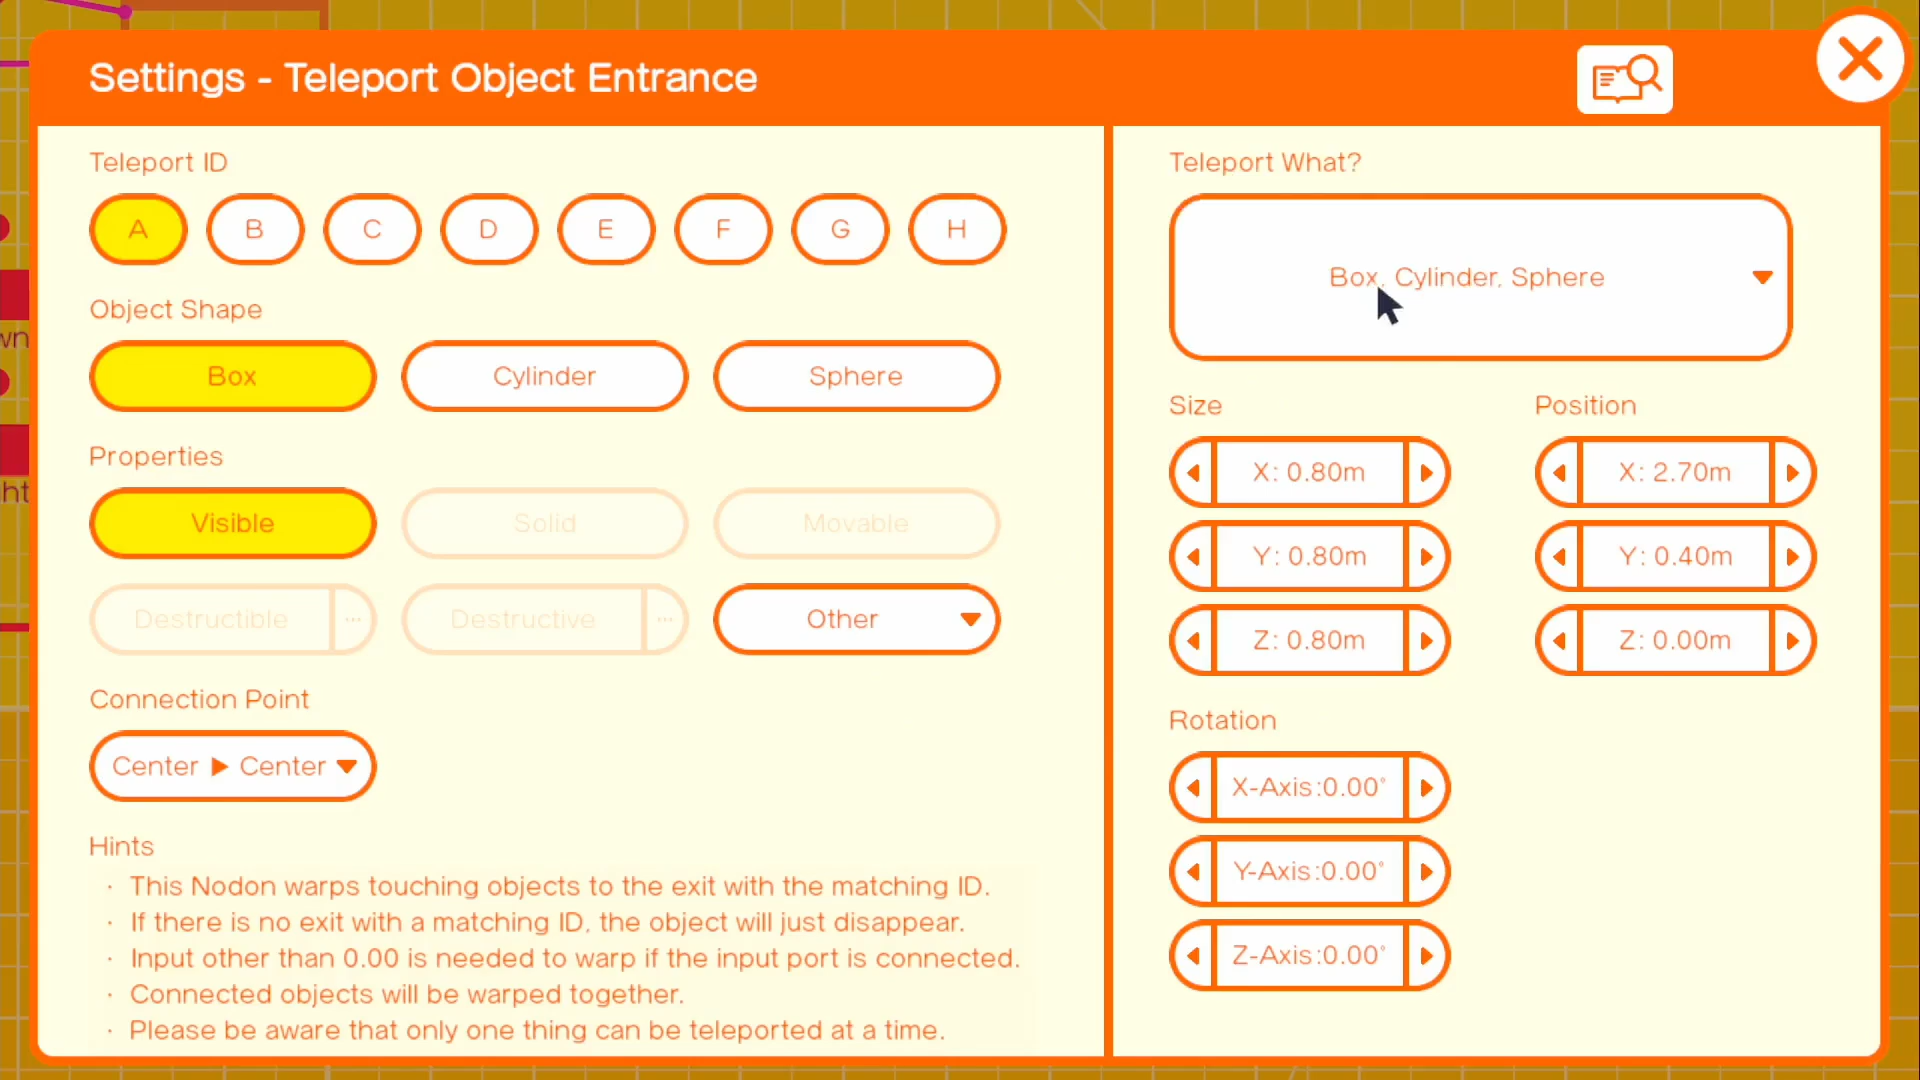 Settings - Teleport Object Entrance
Teleport ID
A B C D E F G H
Object Shape
Box Cylinder Sphere
Properties
Visible Solid Movable
Destructible ... Destructive ... Other
Connection Point
Center ▶ Center
Hints
· This Nodon warps touching objects to the exit with the matching ID.
· If there is no exit with a matching ID, the object will just disappear.
· Input other than 0.00 is needed to warp if the input port is connected.
· Connected objects will be warped together.
· Please be aware that only one thing can be teleported at a time.
Teleport What?
Box, Cylinder, Sphere
Size
X: 0.80m
Y: 0.80m
Z: 0.80m
Position
X: 2.70m
Y: 0.40m
Z: 0.00m
Rotation
X-Axis:0.00°
Y-Axis:0.00°
Z-Axis:0.00°
wn
ht